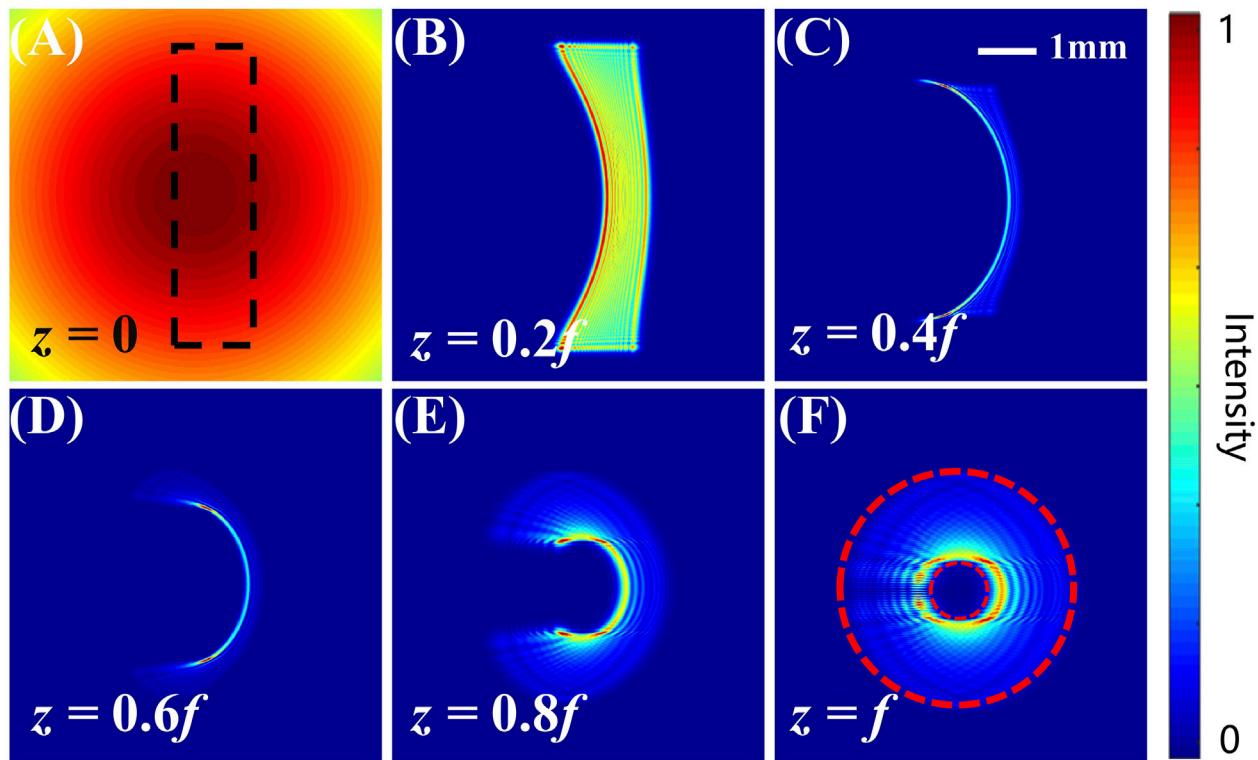 (A)
z = 0
(B)
z = 0.2f
(C)
1mm
z = 0.4f
(D)
z = 0.6f
(E)
z = 0.8f
(F)
z = f
1
Intensity
0